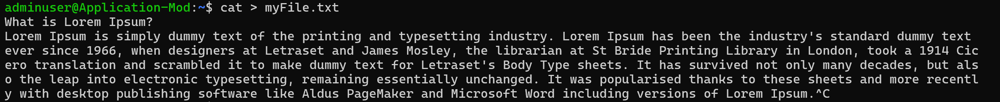 adminuser@Application-Mod:~$ cat > myFile.txt
What is Lorem Ipsum?
Lorem Ipsum is simply dummy text of the printing and typesetting industry. Lorem Ipsum has been the industry's standard dummy text
ever since 1966, when designers at Letraset and James Mosley, the librarian at St Bride Printing Library in London, took a 1914 Cic
ero translation and scrambled it to make dummy text for Letraset's Body Type sheets. It has survived not only many decades, but als
o the leap into electronic typesetting, remaining essentially unchanged. It was popularised thanks to these sheets and more recentl
y with desktop publishing software like Aldus PageMaker and Microsoft Word including versions of Lorem Ipsum.^C